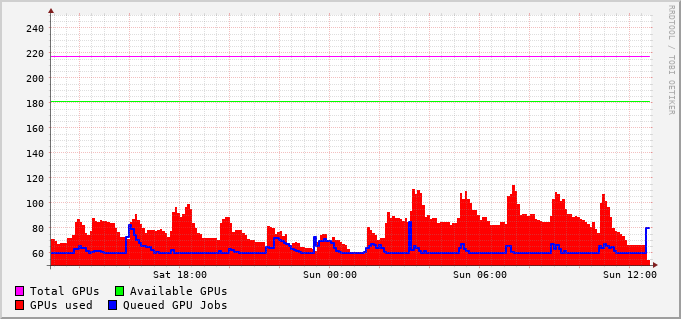 240
220
200
180
160
140
120
100
80
60
Sat 18:00 Sun 00:00 Sun 06:00 Sun 12:00
Total GPUs Available GPUs
GPUs used Queued GPU Jobs
RRDTOOL / TOBI OETIKER